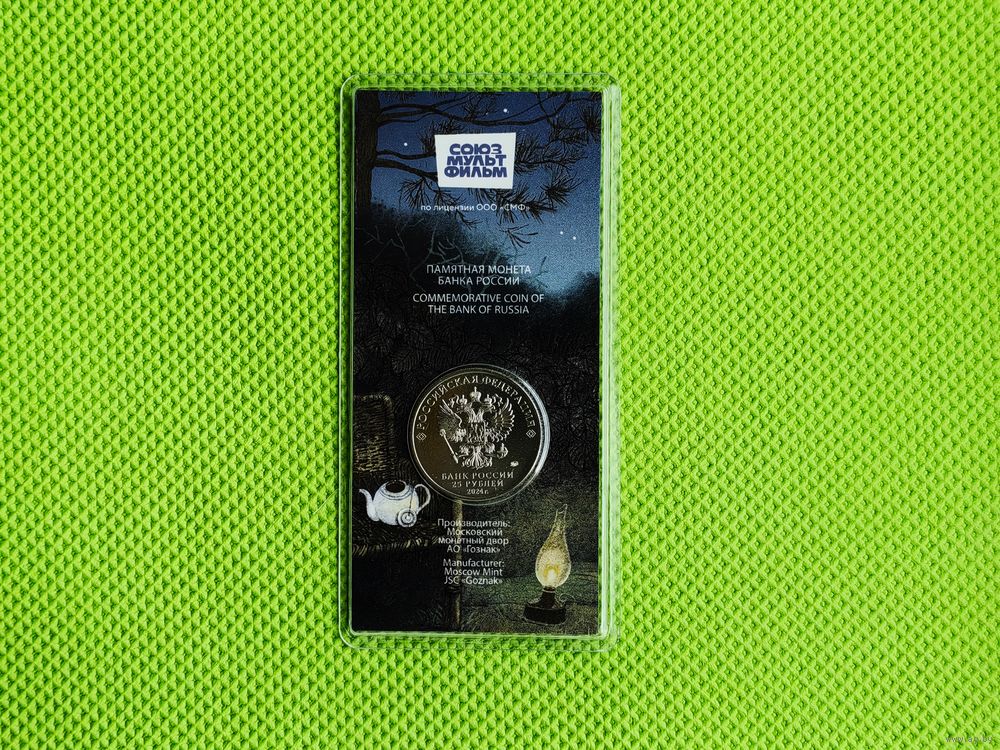 СОЮЗ
МУЛЬТ
ФИЛЬМ
по лицензии ООО «СМФ»
ПАМЯТНАЯ МОНЕТА
БАНКА РОССИИ
COMMEMORATIVE COIN OF
THE BANK OF RUSSIA
РОССИЙСКАЯ ФЕДЕРАЦИЯ
БАНК РОССИИ
25 РУБЛЕЙ
2024 г.
Производитель:
Московский
монетный двор
АО «Гознак»
Manufacturer:
Moscow Mint
JSC «Goznak»